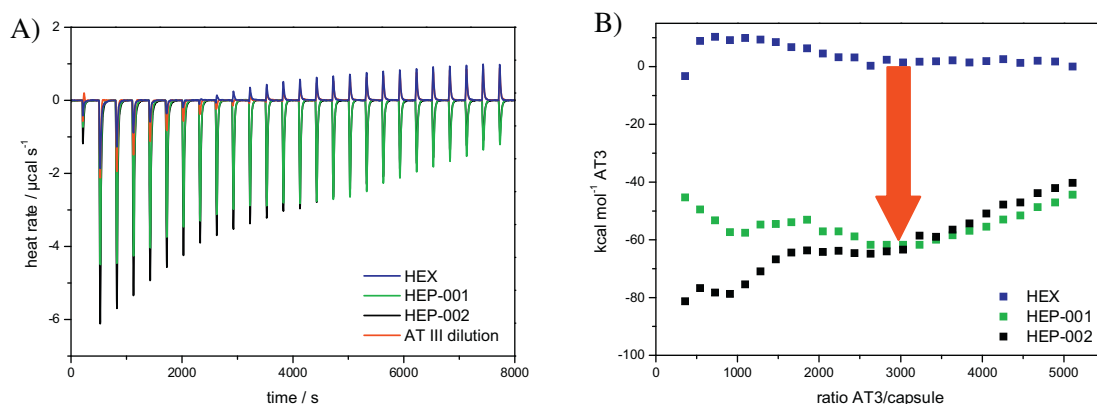 A)
heat rate / µcal s⁻¹
2
0
-2
-4
-6
HEX
HEP-001
HEP-002
AT III dilution
0
2000
4000
6000
8000
time / s
B)
kcal mol⁻¹ AT3
0
-20
-40
-60
-80
-100
HEX
HEP-001
HEP-002
0
1000
2000
3000
4000
5000
ratio AT3/capsule